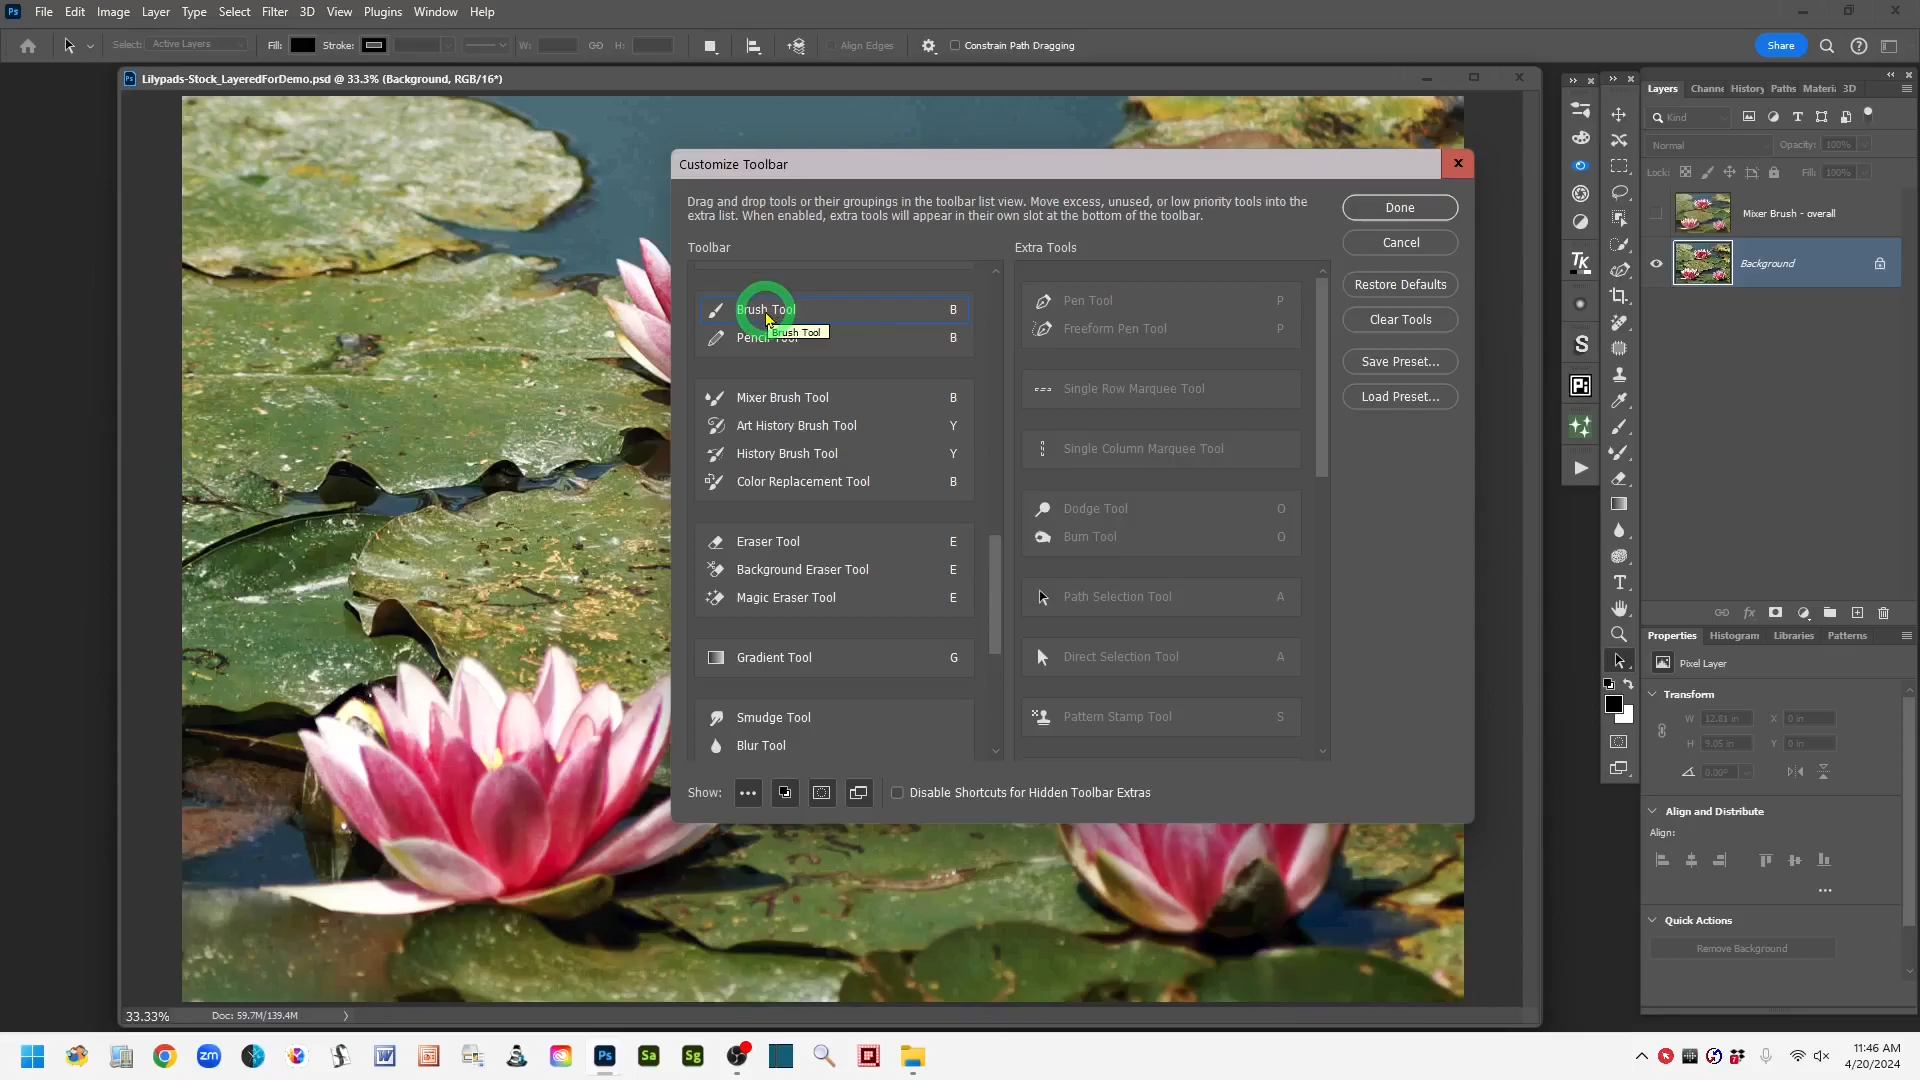 Ps File Edit Image Layer Type Select Filter 3D View Plugins Window Help
Select: Active Layers Fill: Stroke: W: H: Align Edges Constrain Path Dragging Share
Ps Lilypads-Stock_LayeredForDemo.psd @ 33.3% (Background, RGB/16*)
Customize Toolbar
Drag and drop tools or their groupings in the toolbar list view. Move excess, unused, or low priority tools into the
extra list. When enabled, extra tools will appear in their own slot at the bottom of the toolbar.
Toolbar
Brush Tool B
Brush Tool
Pencil Tool B
Mixer Brush Tool B
Art History Brush Tool Y
History Brush Tool Y
Color Replacement Tool B
Eraser Tool E
Background Eraser Tool E
Magic Eraser Tool E
Gradient Tool G
Smudge Tool
Blur Tool
Extra Tools
Pen Tool P
Freeform Pen Tool P
Single Row Marquee Tool
Single Column Marquee Tool
Dodge Tool O
Burn Tool O
Path Selection Tool A
Direct Selection Tool A
Pattern Stamp Tool S
Done
Cancel
Restore Defaults
Clear Tools
Save Preset...
Load Preset...
Show: Disable Shortcuts for Hidden Toolbar Extras
TK
S
Pi
Layers Channe History Paths Materi 3D
Kind
Normal Opacity: 100%
Lock: Fill: 100%
Mixer Brush - overall
Background
fx
Properties Histogram Libraries Patterns
Pixel Layer
Transform
W 12.81 in X 0 in
H 9.05 in Y 0 in
0.00°
Align and Distribute
Align:
Quick Actions
Remove Background
33.33% Doc: 59.7M/139.4M
zm W Ps Sa Sg
11:46 AM
4/20/2024